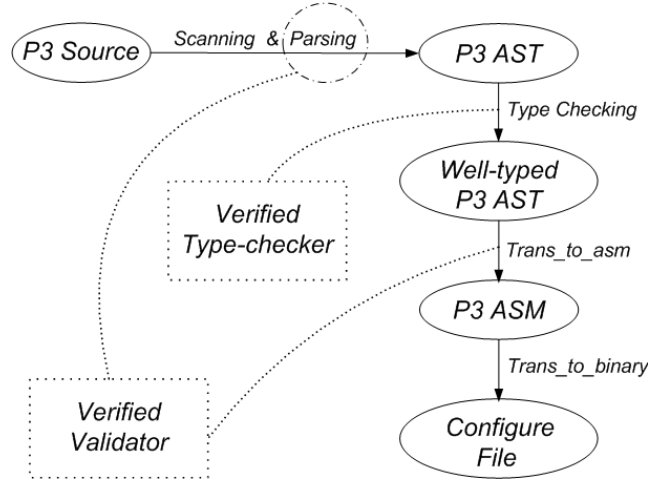 P3 Source
Scanning & Parsing
P3 AST
Type Checking
Well-typed
P3 AST
Verified
Type-checker
Trans_to_asm
P3 ASM
Trans_to_binary
Verified
Validator
Configure
File